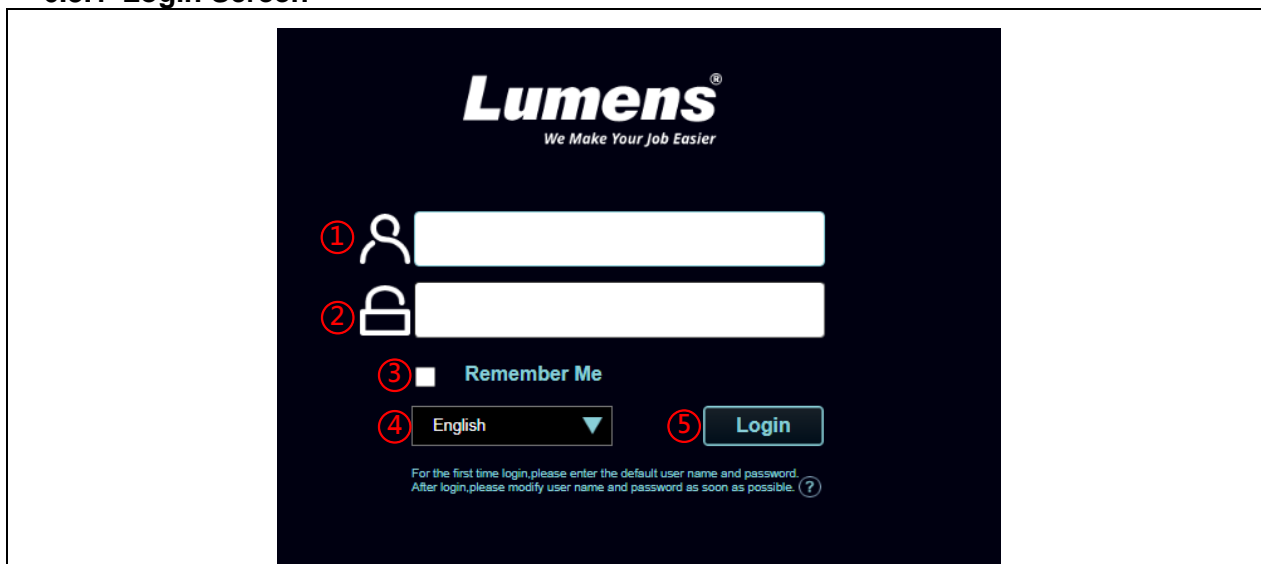 Login Screen
Lumens®
We Make Your Job Easier
①
②
③ Remember Me
④ English ⑤ Login
For the first time login,please enter the default user name and password.
After login,please modify user name and password as soon as possible. ?